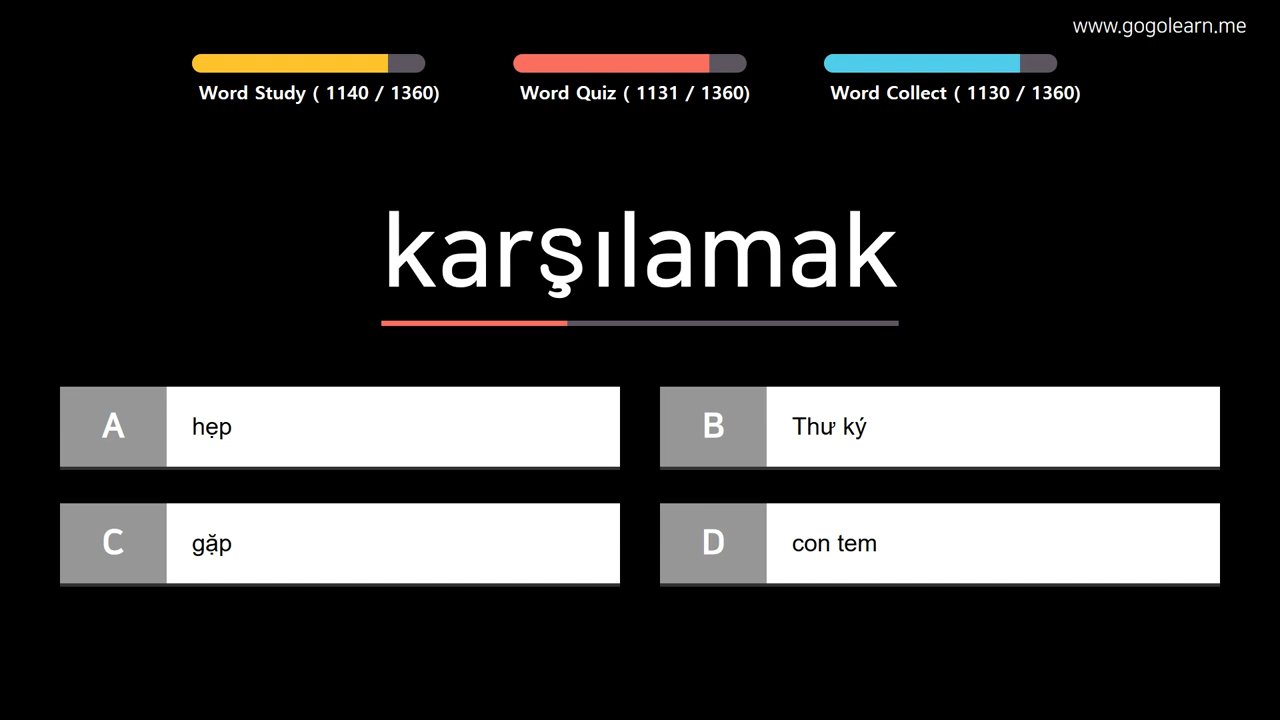 www.gogolearn.me
Word Study ( 1140 / 1360)
Word Quiz ( 1131 / 1360)
Word Collect ( 1130 / 1360)
karşılamak
A hẹp
B Thư ký
C gặp
D con tem